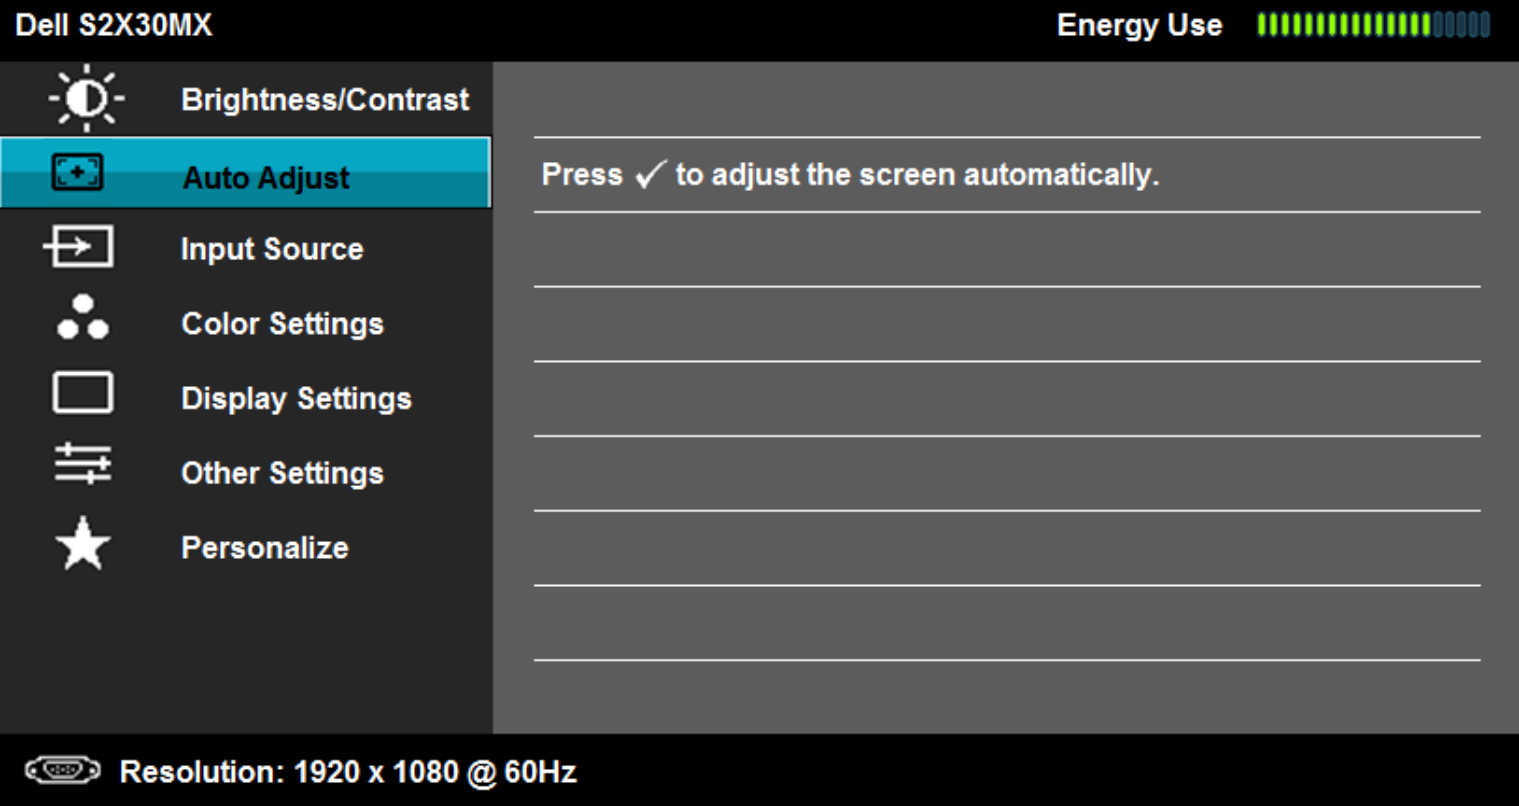 Dell S2X30MX
Energy Use
Brightness/Contrast
Auto Adjust
Press ✓ to adjust the screen automatically.
Input Source
Color Settings
Display Settings
Other Settings
Personalize
Resolution: 1920 x 1080 @ 60Hz